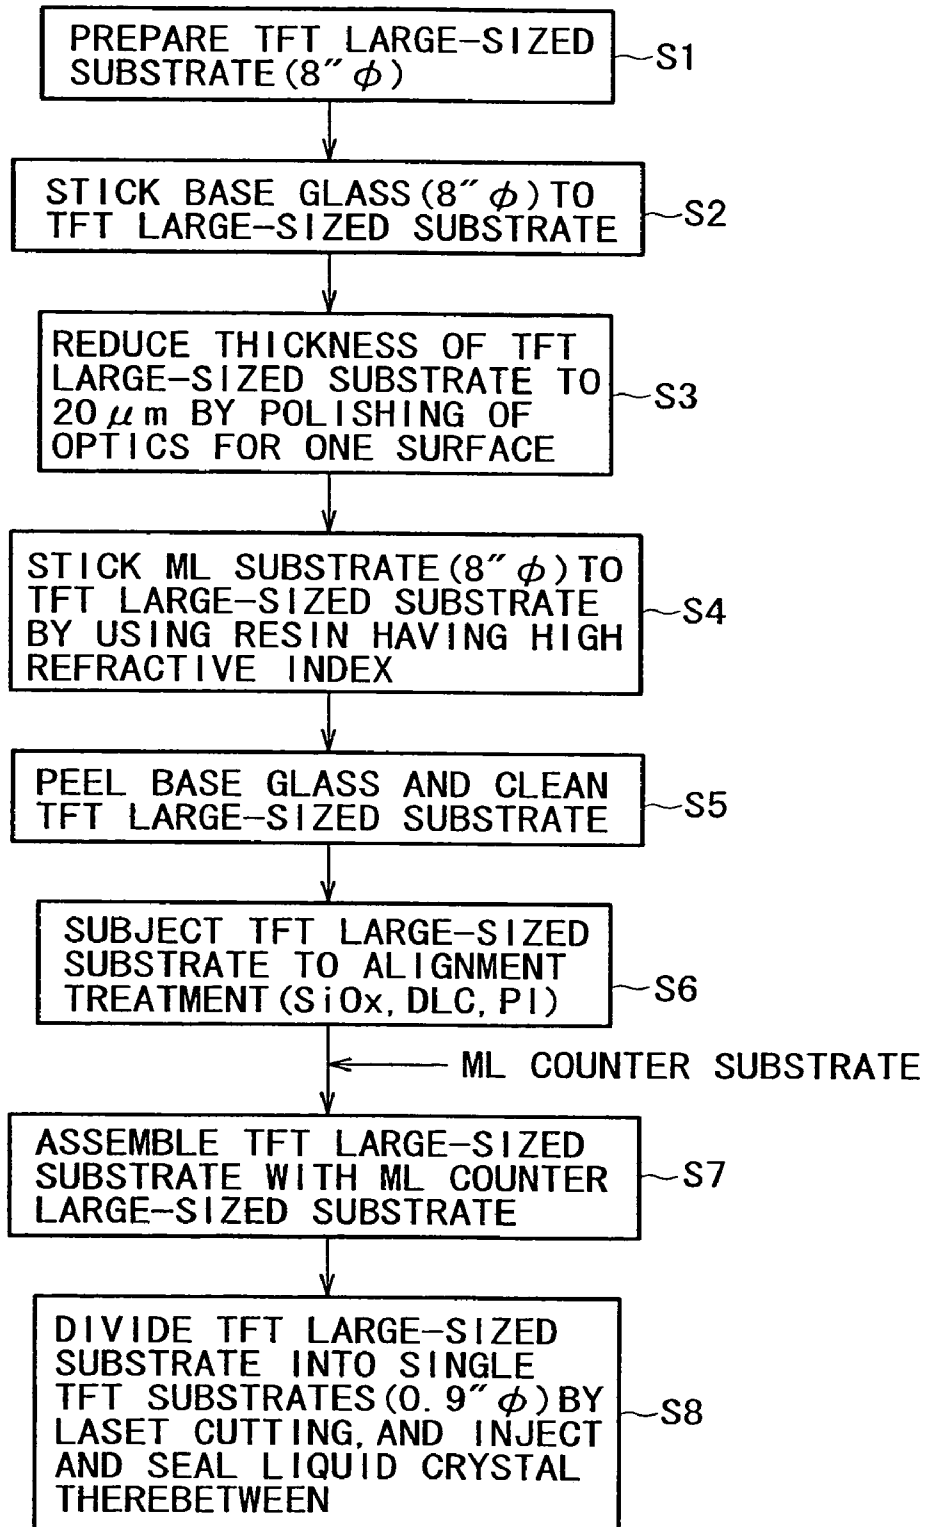 PREPARE TFT LARGE-SIZED
SUBSTRATE(8″φ)
S1
STICK BASE GLASS(8″φ)TO
TFT LARGE-SIZED SUBSTRATE
S2
REDUCE THICKNESS OF TFT
LARGE-SIZED SUBSTRATE TO
20μm BY POLISHING OF
OPTICS FOR ONE SURFACE
S3
STICK ML SUBSTRATE(8″φ)TO
TFT LARGE-SIZED SUBSTRATE
BY USING RESIN HAVING HIGH
REFRACTIVE INDEX
S4
PEEL BASE GLASS AND CLEAN
TFT LARGE-SIZED SUBSTRATE
S5
SUBJECT TFT LARGE-SIZED
SUBSTRATE TO ALIGNMENT
TREATMENT(SiOx, DLC, PI)
S6
ML COUNTER SUBSTRATE
ASSEMBLE TFT LARGE-SIZED
SUBSTRATE WITH ML COUNTER
LARGE-SIZED SUBSTRATE
S7
DIVIDE TFT LARGE-SIZED
SUBSTRATE INTO SINGLE
TFT SUBSTRATES(0.9″φ)BY
LASET CUTTING, AND INJECT
AND SEAL LIQUID CRYSTAL
THEREBETWEEN
S8